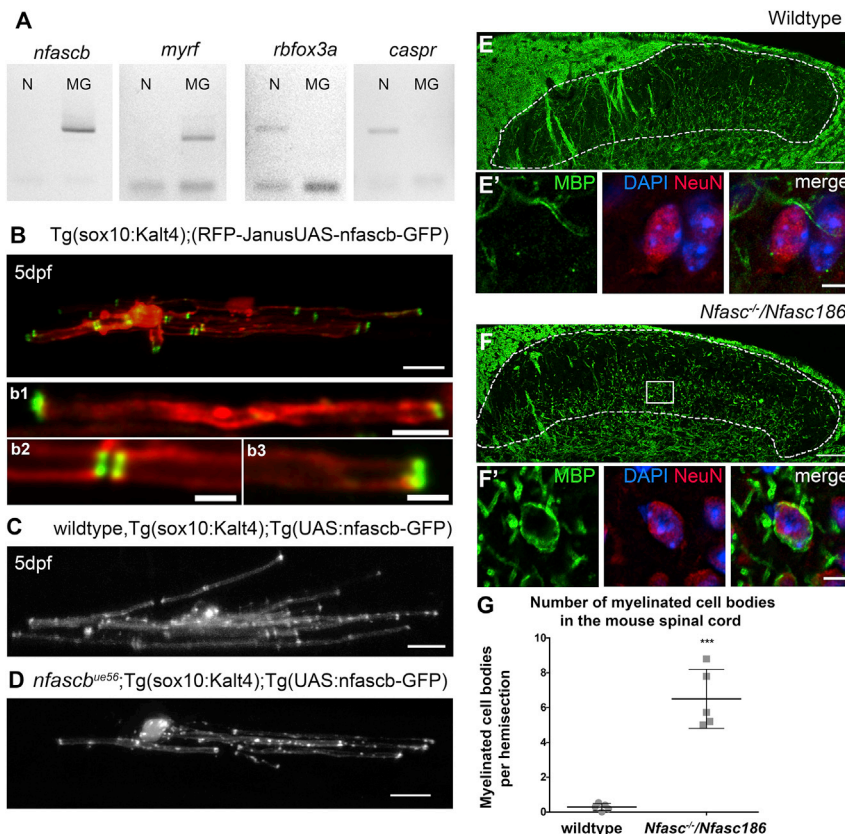 A
nfascb myrf rbfox3a caspr
N MG N MG N MG N MG
B
Tg(sox10:Kalt4);(RFP-JanusUAS-nfascb-GFP)
5dpf
b1
b2 b3
C wildtype,Tg(sox10:Kalt4);Tg(UAS:nfascb-GFP)
5dpf
D nfascbue56;Tg(sox10:Kalt4);Tg(UAS:nfascb-GFP)
Wildtype
E
E' MBP DAPI NeuN merge
Nfasc-/-/Nfasc186
F
F' MBP DAPI NeuN merge
G
Number of myelinated cell bodies
in the mouse spinal cord
Myelinated cell bodies
per hemisection
10
8
6
4
2
0
***
wildtype Nfasc-/-/Nfasc186